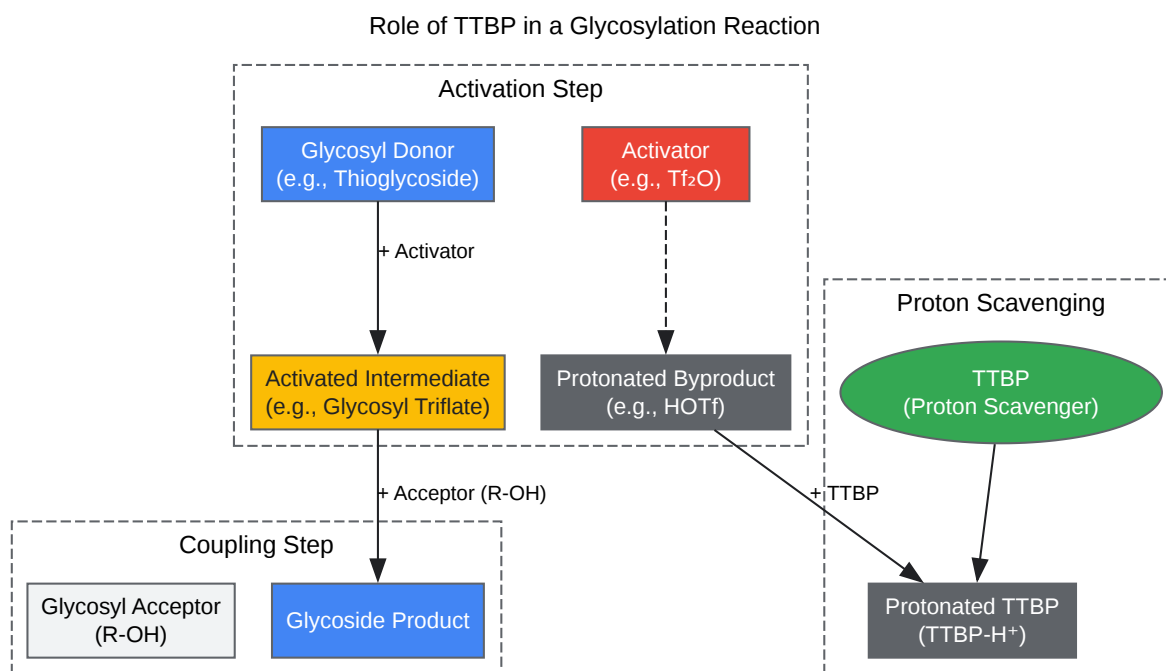 Role of TTBP in a Glycosylation Reaction
Activation Step
Glycosyl Donor
(e.g., Thioglycoside)
Activator
(e.g., Tf₂O)
+ Activator
Activated Intermediate
(e.g., Glycosyl Triflate)
Protonated Byproduct
(e.g., HOTf)
Proton Scavenging
TTBP
(Proton Scavenger)
+ Acceptor (R-OH)
+ TTBP
Coupling Step
Glycosyl Acceptor
(R-OH)
Glycoside Product
Protonated TTBP
(TTBP-H⁺)